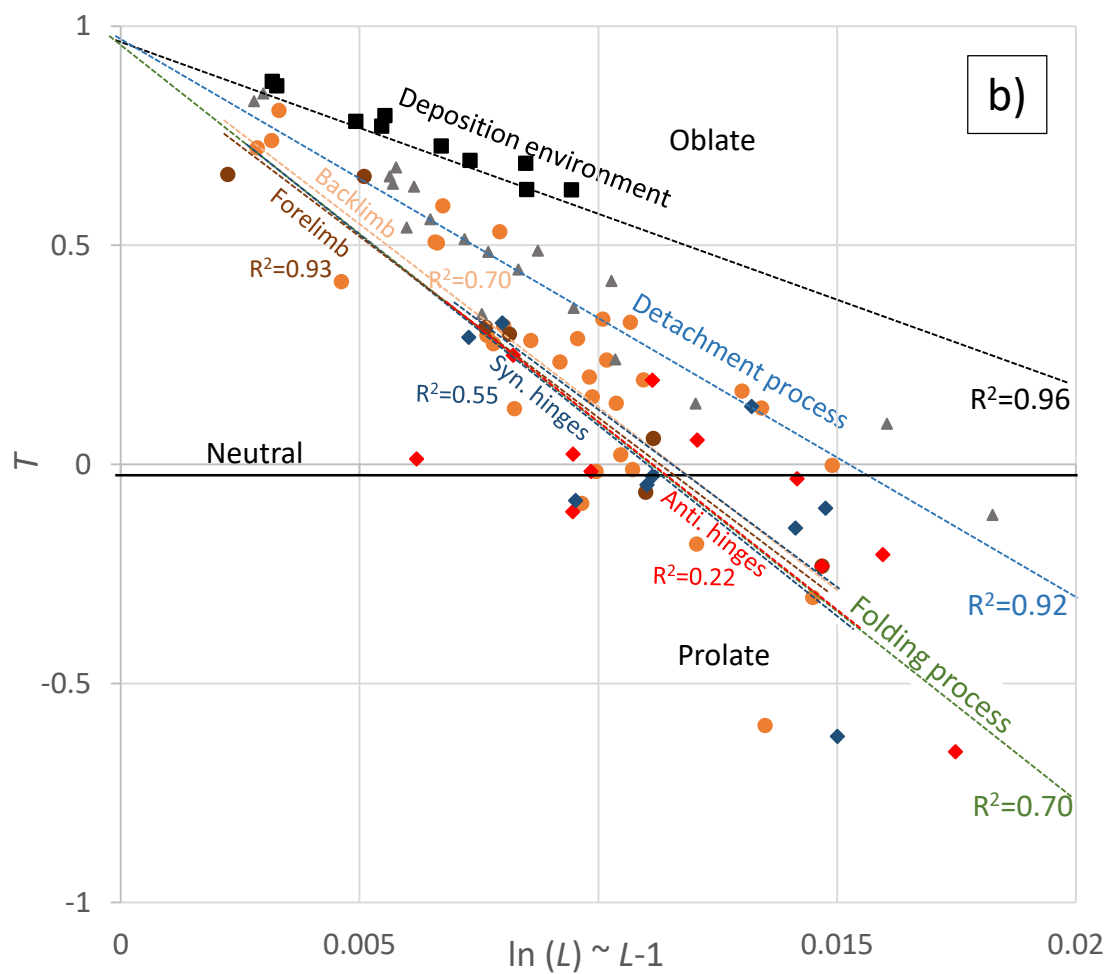 1
b)
Deposition environment
Oblate
Backlimb
Forelimb
0.5
R²=0.93
R²=0.70
Detachment process
Syn. hinges
R²=0.55
R²=0.96
Neutral
T
0
Anti. hinges
R²=0.22
R²=0.92
Folding process
Prolate
-0.5
R²=0.70
-1
0
0.005
0.01
0.015
0.02
ln (L) ~ L-1